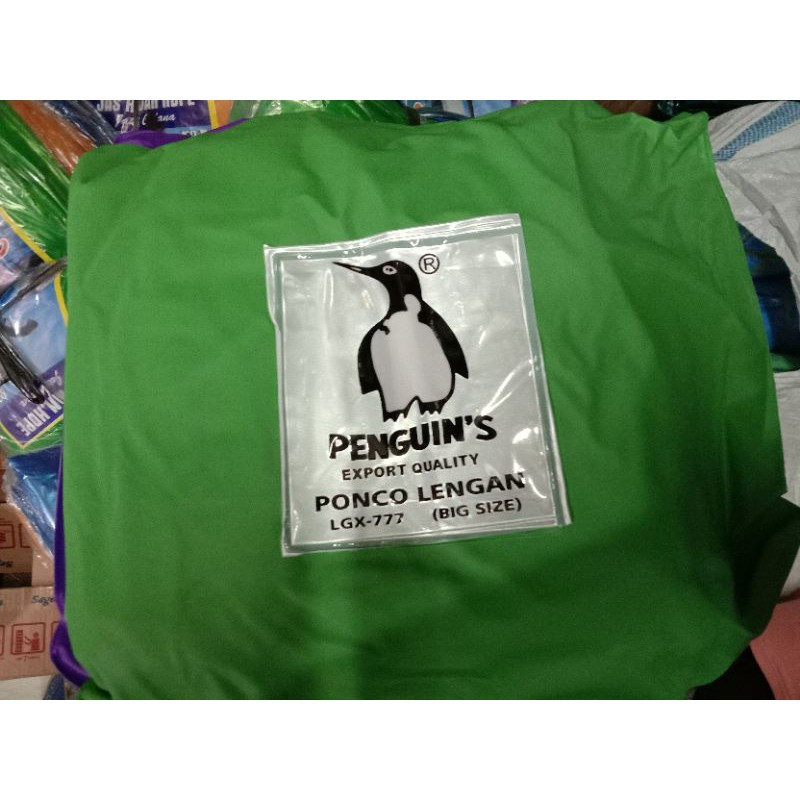 ®
PENGUIN'S
EXPORT QUALITY
PONCO LENGAN
LGX-777 (BIG SIZE)